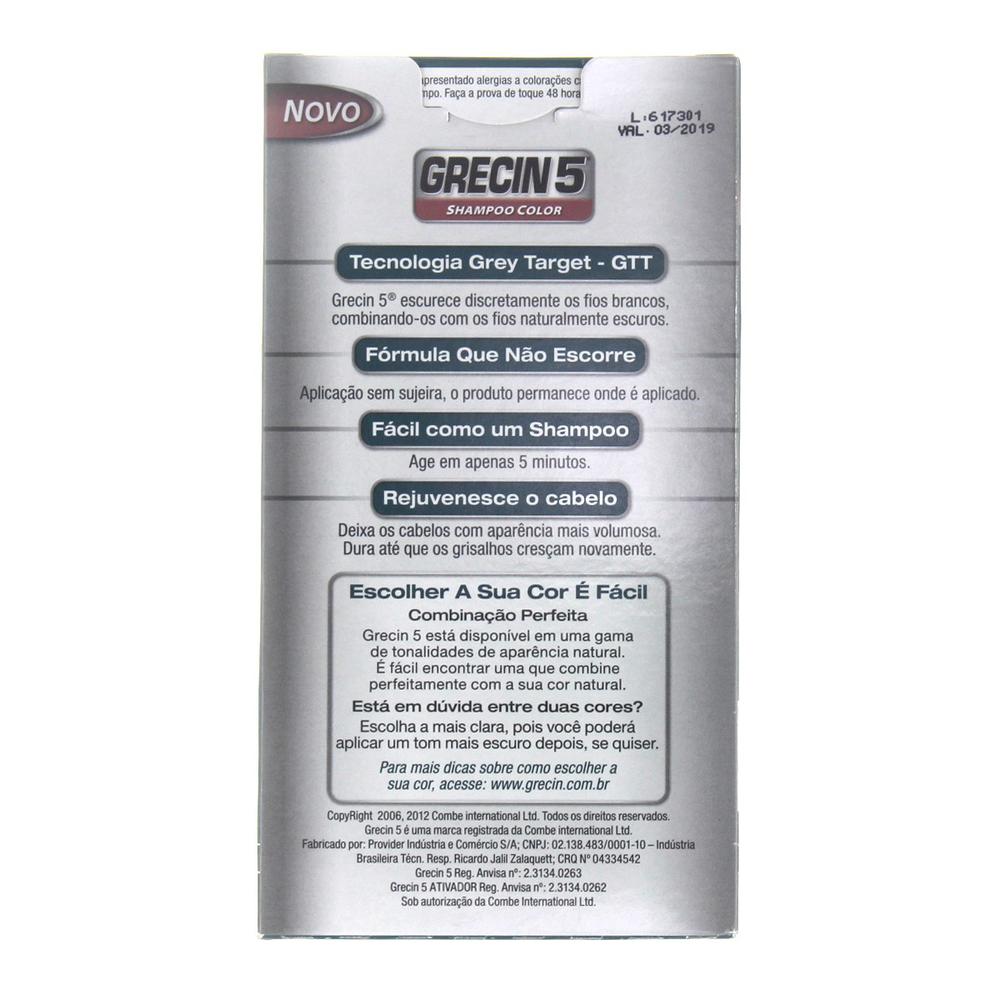 apresentado alergias a colorações
Faça a prova de toque 48
NOVO
L:617301
VAL· 03/2019
GRECIN 5
SHAMPOO COLOR
Tecnologia Grey Target - GTT
Grecin 5® escurece discretamente os fios brancos,
combinando-os com os fios naturalmente escuros.
Fórmula Que Não Escorre
Aplicação sem sujeira, o produto permanece onde é aplicado.
Fácil como um Shampoo
Age em apenas 5 minutos.
Rejuvenesce o cabelo
Deixa os cabelos com aparência mais volumosa.
Dura até que os grisalhos cresçam novamente.
Escolher A Sua Cor É Fácil
Combinação Perfeita
Grecin 5 está disponível em uma gama
de tonalidades de aparência natural.
É fácil encontrar uma que combine
perfeitamente com a sua cor natural.
Está em dúvida entre duas cores?
Escolha a mais clara, pois você poderá
aplicar um tom mais escuro depois, se quiser.
Para mais dicas sobre como escolher a
sua cor, acesse: www.grecin.com.br
CopyRight 2006, 2012 Combe international Ltd. Todos os direitos reservados.
Grecin 5 é uma marca registrada da Combe international Ltd.
Fabricado por: Provider Indústria e Comércio S/A; CNPJ: 02.138.483/0001-10 – Indústria
Brasileira Técn. Resp. Ricardo Jalil Zalaquett; CRQ Nº 04334542
Grecin 5 Reg. Anvisa nº: 2.3134.0263
Grecin 5 ATIVADOR Reg. Anvisa nº: 2.3134.0262
Sob autorização da Combe International Ltd.